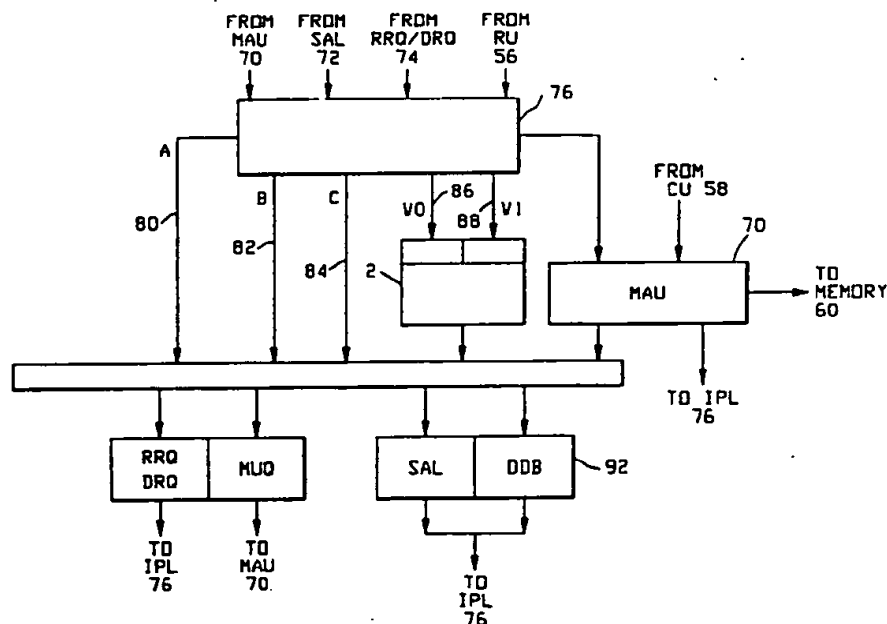 FROM
MAU
70
FROM
SAL
72
FROM
RRQ/DRQ
74
FROM
RU
56
76
A
80
B
82
C
84
V0
86
88
V1
FROM
CU 58
70
2
MAU
TO
MEMORY
60
TO IPL
76
RRQ
DRQ
MUQ
SAL
DDB
92
TO
IPL
76
TO
MAU
70
TO
IPL
76